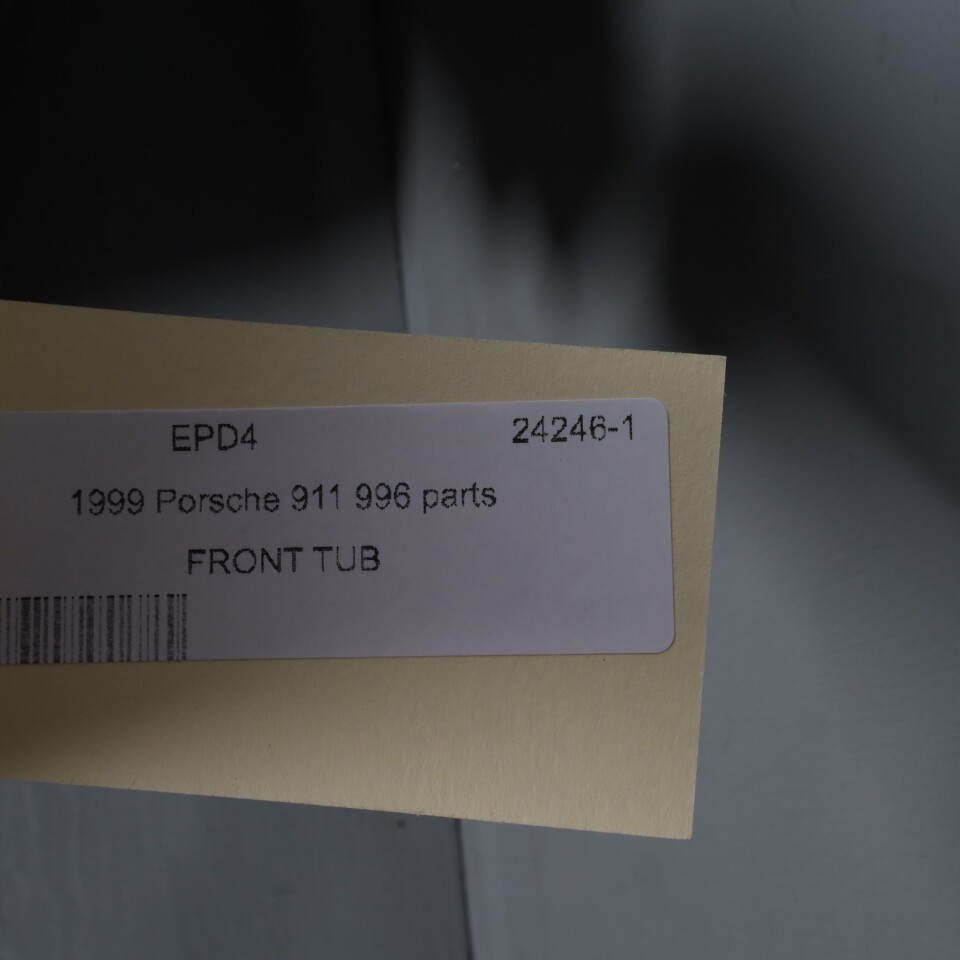 EPD4 24246-1
1999 Porsche 911 996 parts
FRONT TUB